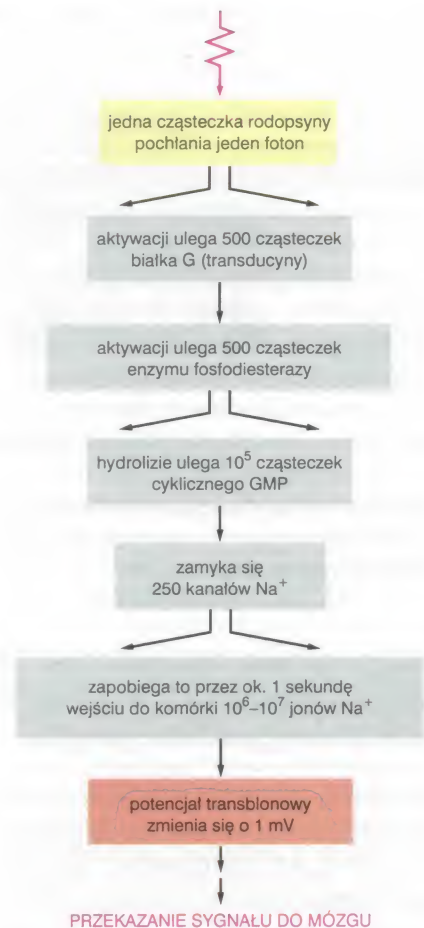 jedna cząsteczka rodopsyny
pochłania jeden foton
aktywacji ulega 500 cząsteczek
białka G (transducyny)
aktywacji ulega 500 cząsteczek
enzymu fosfodiesterazy
hydrolizie ulega 10⁵ cząsteczek
cyklicznego GMP
zamyka się
250 kanałów Na⁺
zapobiega to przez ok. 1 sekundę
wejściu do komórki 10⁶–10⁷ jonów Na⁺
potencjał transbłonowy
zmienia się o 1 mV
PRZEKAZANIE SYGNAŁU DO MÓZGU